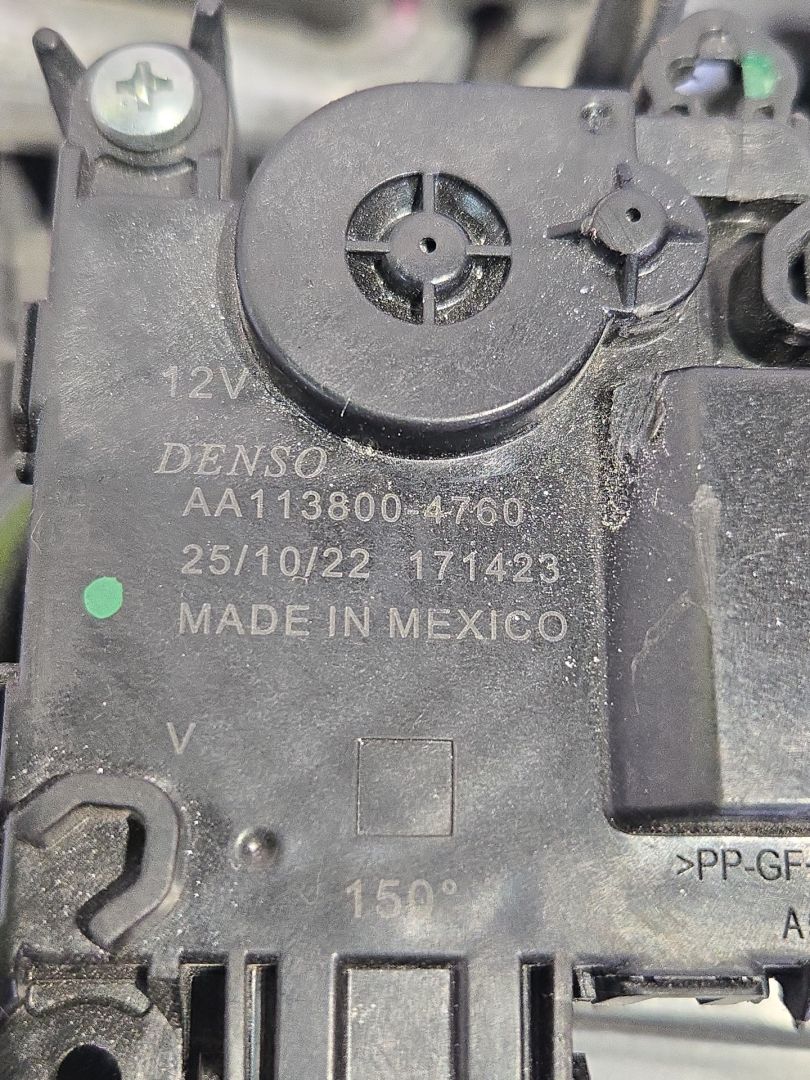 12V
DENSO
AA113800-4760
25/10/22 171423
MADE IN MEXICO
V
>PP-GF-
150°
A